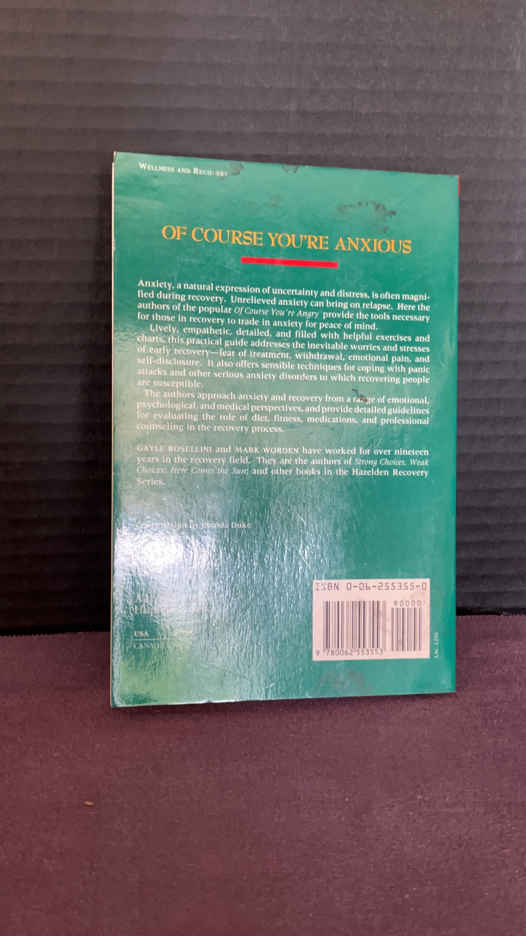 WELLNESS AND RECOVERY
OF COURSE YOU'RE ANXIOUS
Anxiety, a natural expression of uncertainty and distress, is often magni-
fied during recovery. Unrelieved anxiety can bring on relapse. Here the
authors of the popular Of Course You're Angry provide the tools necessary
for those in recovery to trade in anxiety for peace of mind.
Lively, empathetic, detailed, and filled with helpful exercises and
charts, this practical guide addresses the inevitable worries and stresses
of early recovery—fear of treatment, withdrawal, emotional pain, and
self-disclosure. It also offers sensible techniques for coping with panic
attacks and other serious anxiety disorders to which recovering people
are susceptible.
The authors approach anxiety and recovery from a range of emotional,
psychological, and medical perspectives, and provide detailed guidelines
for evaluating the role of diet, fitness, medications, and professional
counseling in the recovery process.
GAYLE ROSELLINI and MARK WORDEN have worked for over nineteen
years in the recovery field. They are the authors of Strong Choices, Weak
Choices; Here Comes the Sun; and other books in the Hazelden Recovery
Series.
Duke
ISBN 0-06-255355-0
90000
9 780062 553553
USA
CANADA